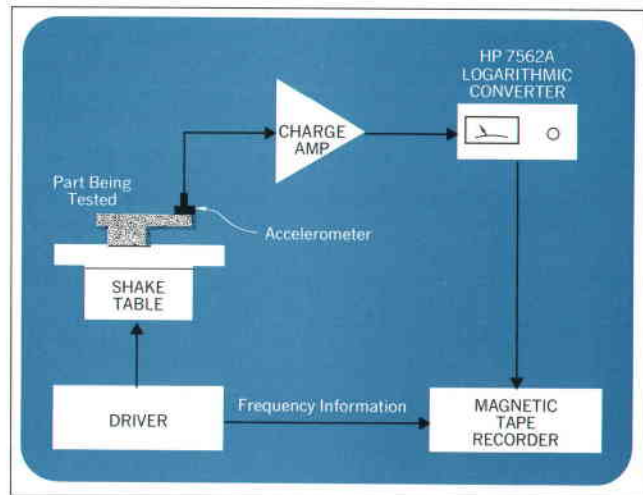 HP 7562A
LOGARITHMIC
CONVERTER
CHARGE
AMP
Part Being
Tested
Accelerometer
SHAKE
TABLE
DRIVER
Frequency Information
MAGNETIC
TAPE
RECORDER